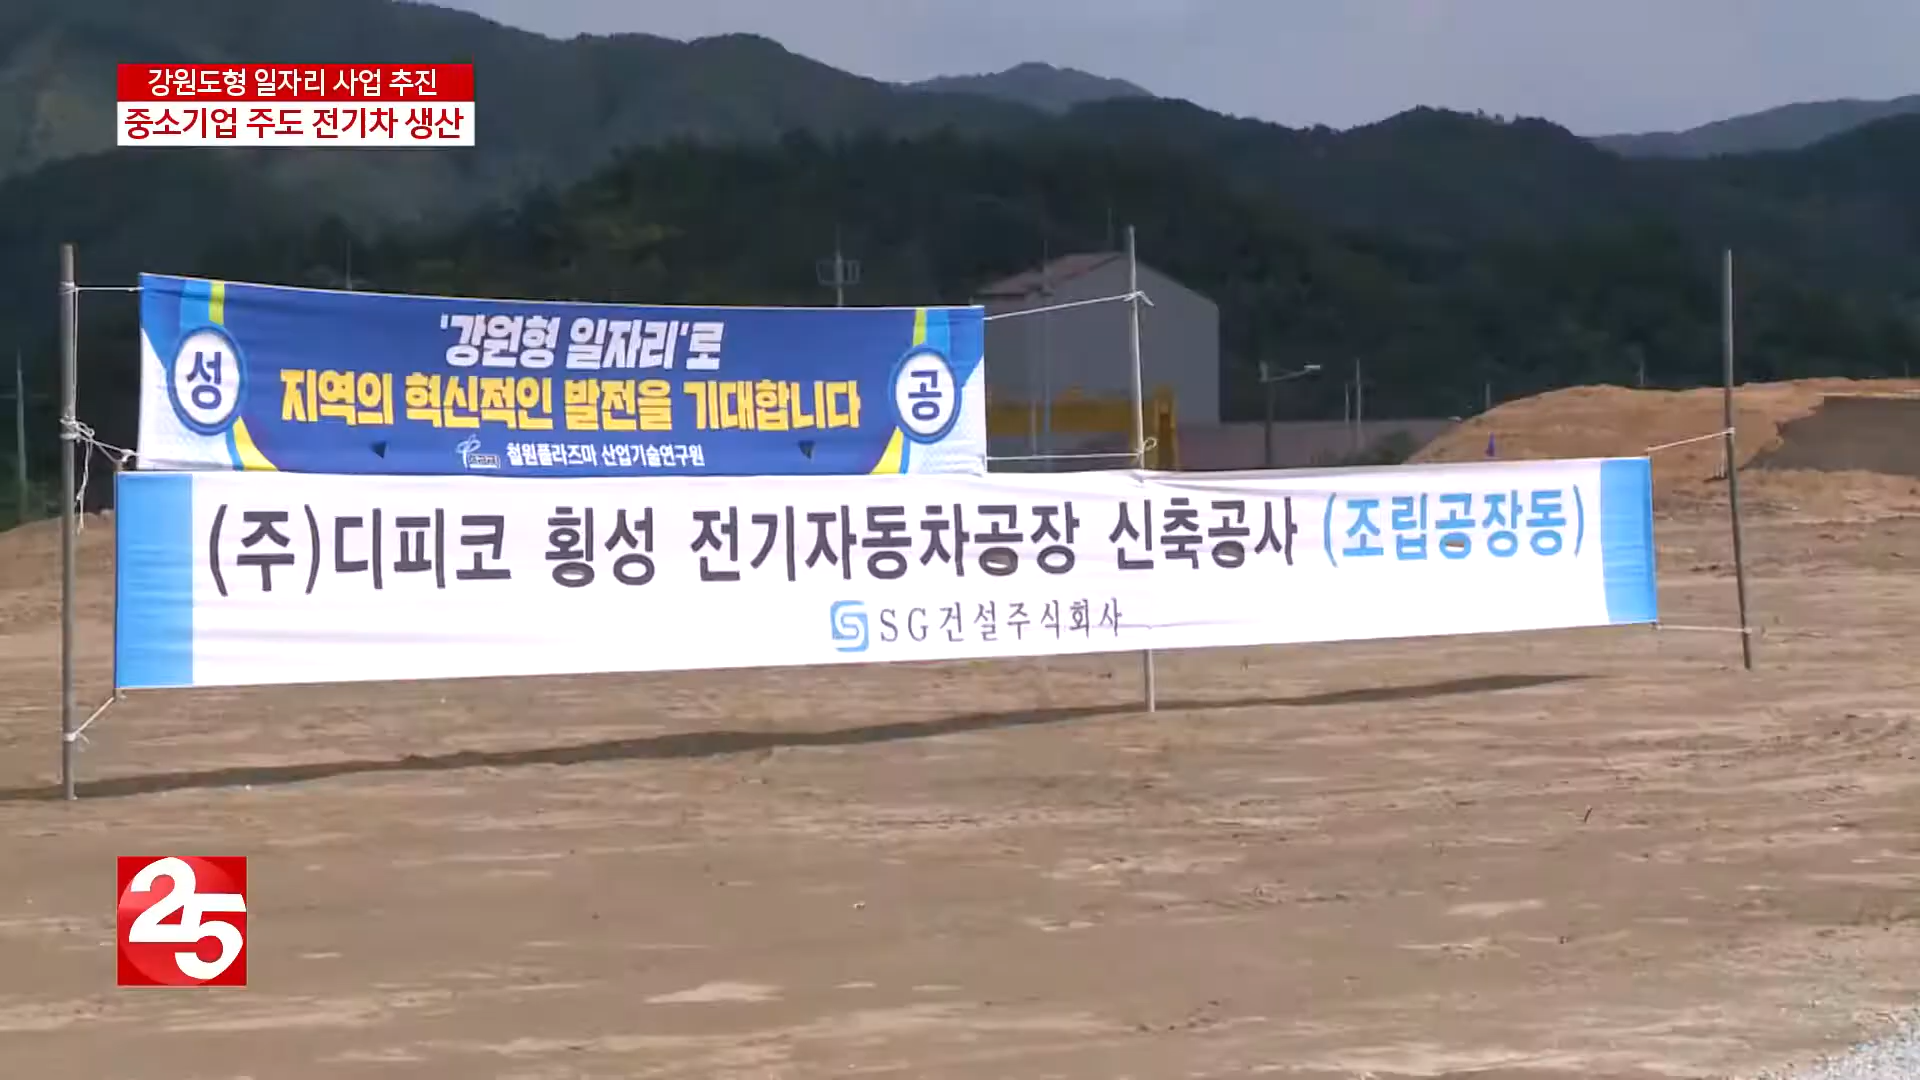 강원도형 일자리 사업 추진
중소기업 주도 전기차 생산
성 공
'강원형 일자리'로
지역의 혁신적인 발전을 기대합니다
철원플라즈마 산업기술연구원
(주)디피코 횡성 전기자동차공장 신축공사 (조립공장동)
SG건설주식회사
25